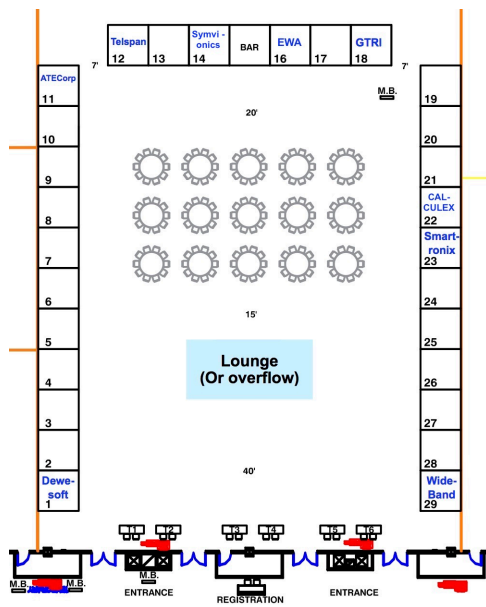 Telspan
Symvi-
onics
BAR
EWA
GTRI
12
13
14
16
17
18
7'
7'
ATECorp
11
19
M.B.
20'
10
20
9
21
8
CAL-
CULEX
22
7
Smart-
ronix
23
6
24
15'
5
25
Lounge
(Or overflow)
4
26
3
27
2
28
40'
Dewe-
soft
1
Wide-
Band
29
T1
T2
T3
T4
T5
T6
M.B.
M.B.
M.B.
ENTRANCE
REGISTRATION
ENTRANCE
M.B.